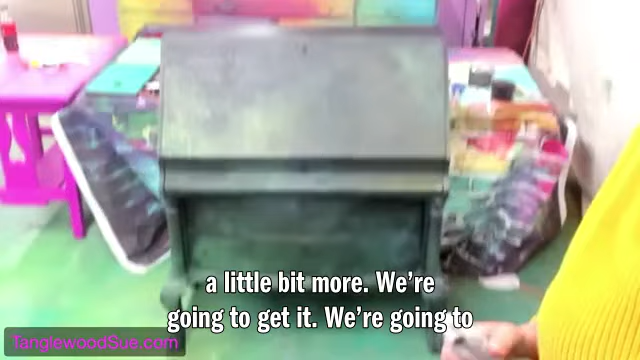 a little bit more. We're
going to get it. We're going to
TanglewoodSue.com